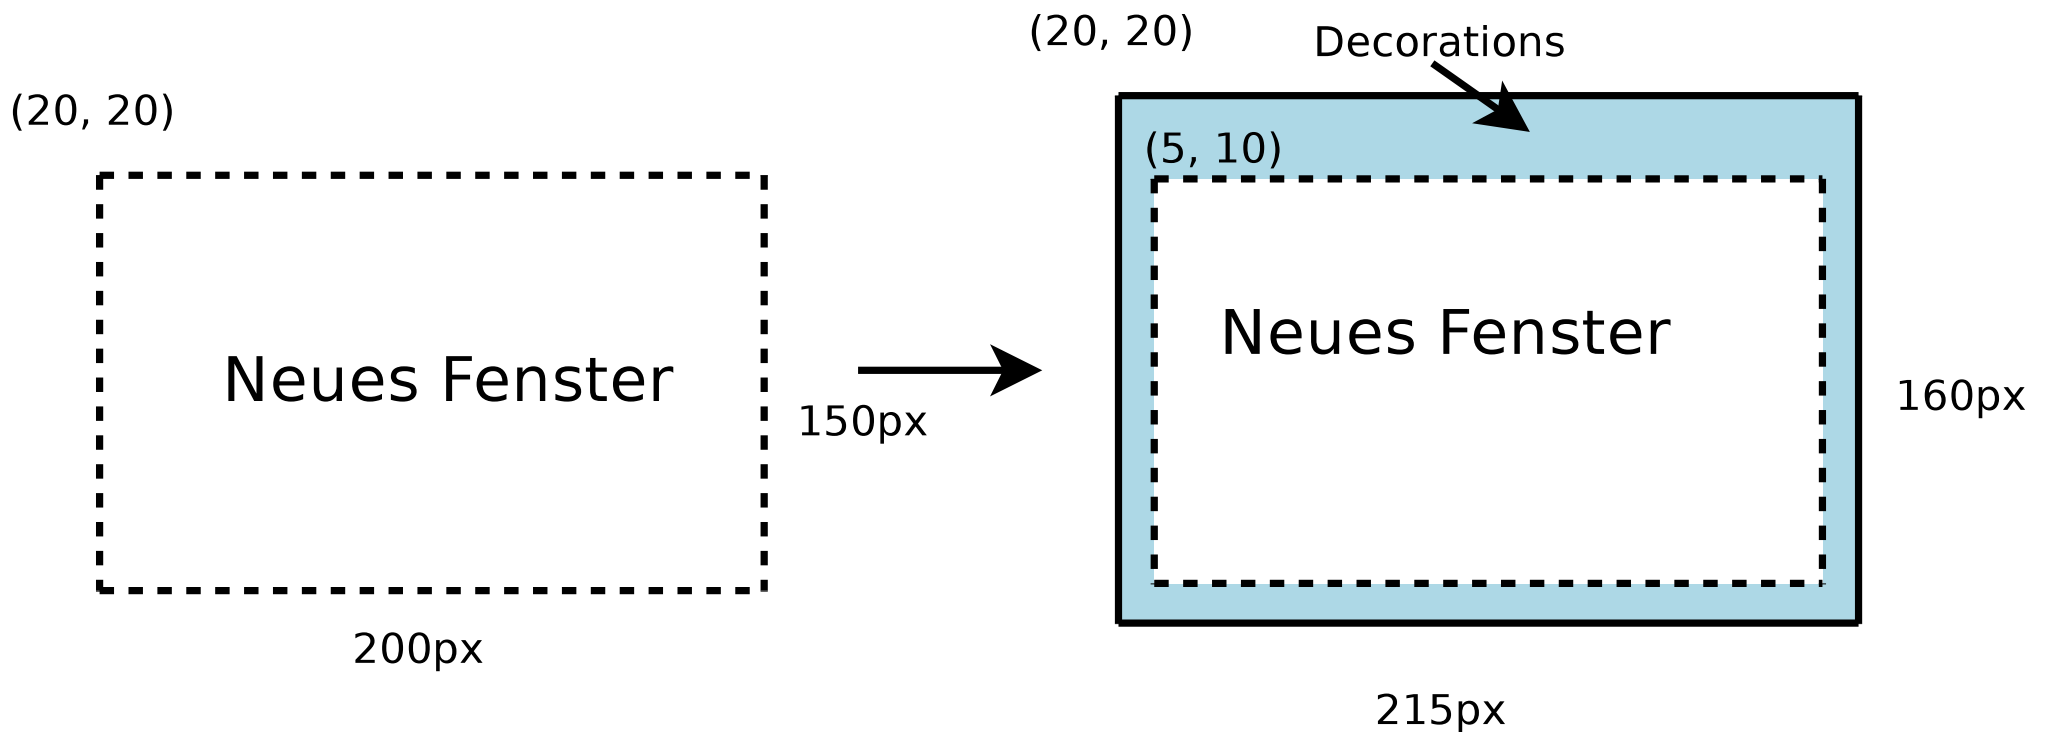 (20, 20)
Neues Fenster
150px
200px
(20, 20)
Decorations
(5, 10)
Neues Fenster
160px
215px